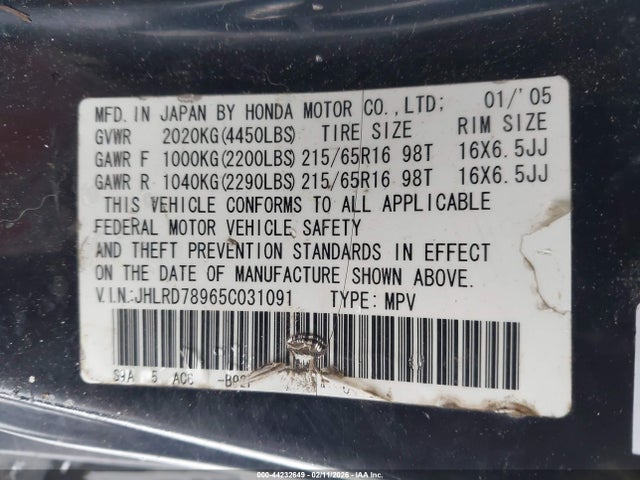 MFD. IN JAPAN BY HONDA MOTOR CO.,LTD; 01/'05
GVWR 2020KG(4450LBS) TIRE SIZE RIM SIZE
GAWR F 1000KG(2200LBS) 215/65R16 98T 16X6.5JJ
GAWR R 1040KG(2290LBS) 215/65R16 98T 16X6.5JJ
THIS VEHICLE CONFORMS TO ALL APPLICABLE
FEDERAL MOTOR VEHICLE SAFETY
AND THEFT PREVENTION STANDARDS IN EFFECT
ON THE DATE OF MANUFACTURE SHOWN ABOVE.
V.I.N:JHLRD78965C031091 TYPE: MPV
S9A 5
000-44232649 - 02/11/2026 - IAA Inc.